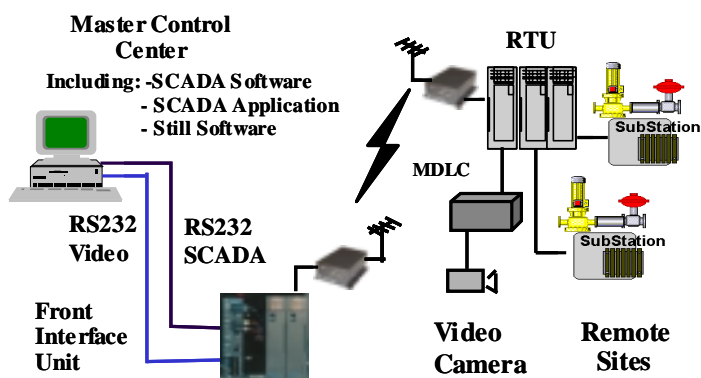 Master Control
Center
Including: -SCADA Software
- SCADA Application
- Still Software
RTU
SubStation
MDLC
SubStation
RS232
Video
RS232
SCADA
Front
Interface
Unit
Video
Camera
Remote
Sites